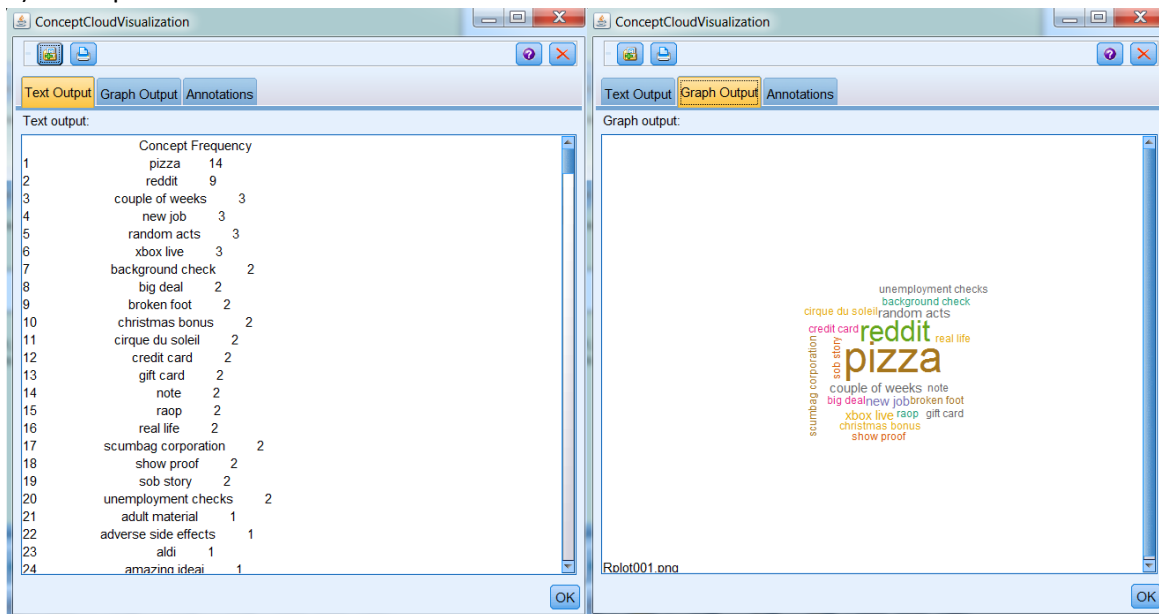 ConceptCloudVisualization
Text Output Graph Output Annotations
Text output:
Concept Frequency
1 pizza 14
2 reddit 9
3 couple of weeks 3
4 new job 3
5 random acts 3
6 xbox live 3
7 background check 2
8 big deal 2
9 broken foot 2
10 christmas bonus 2
11 cirque du soleil 2
12 credit card 2
13 gift card 2
14 note 2
15 raop 2
16 real life 2
17 scumbag corporation 2
18 show proof 2
19 sob story 2
20 unemployment checks 2
21 adult material 1
22 adverse side effects 1
23 aldi 1
24 amazing ideaj 1
OK
ConceptCloudVisualization
Text Output Graph Output Annotations
Graph output:
unemployment checks
background check
cirque du soleil random acts
credit card reddit real life
scumbag corporation
sob story
pizza
couple of weeks note
big deal new job broken foot
xbox live raop gift card
christmas bonus
show proof
Rplot001.png
OK